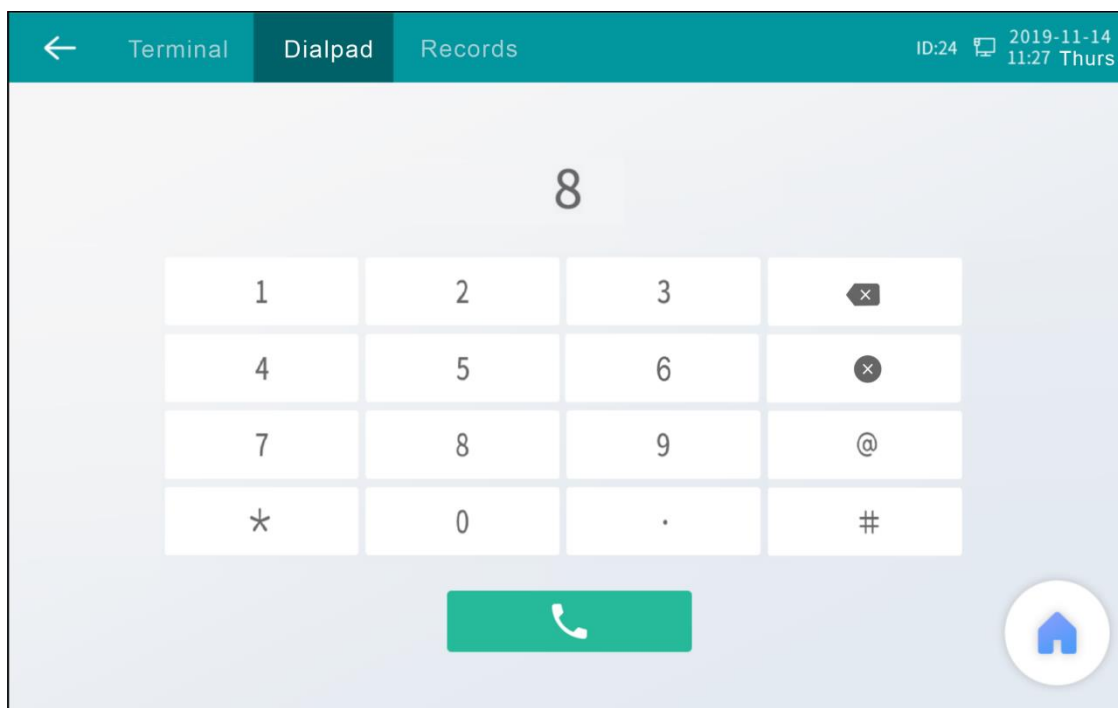 Terminal Dialpad Records ID:24 2019-11-14
11:27 Thurs
8
1 2 3
4 5 6
7 8 9 @
* 0 . #